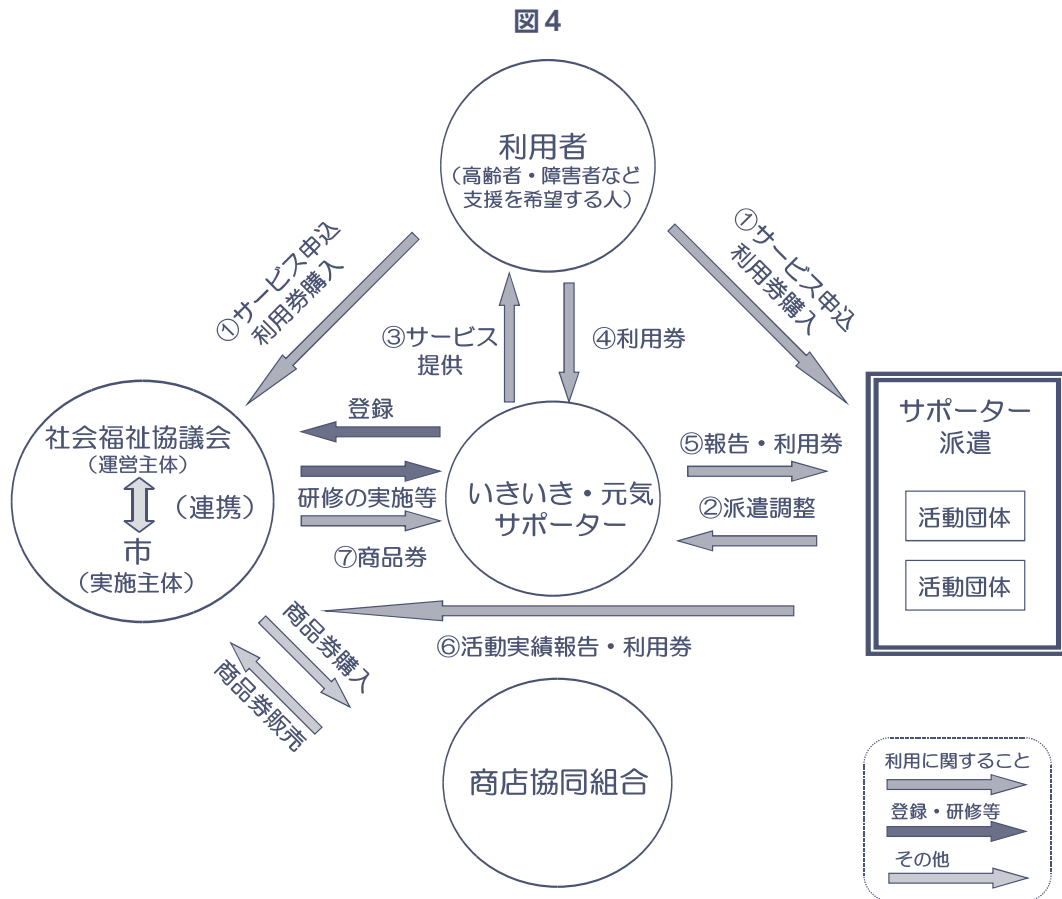 図4
利用者
（高齢者・障害者など
支援を希望する人）
①サービス申込
利用券購入
①サービス申込
利用券購入
③サービス
提供
④利用券
社会福祉協議会
（運営主体）
（連携）
市
（実施主体）
登録
研修の実施等
⑦商品券
いきいき・元気
サポーター
⑤報告・利用券
②派遣調整
サポーター
派遣
活動団体
活動団体
⑥活動実績報告・利用券
商品券購入
商品券販売
商店協同組合
利用に関すること
登録・研修等
その他